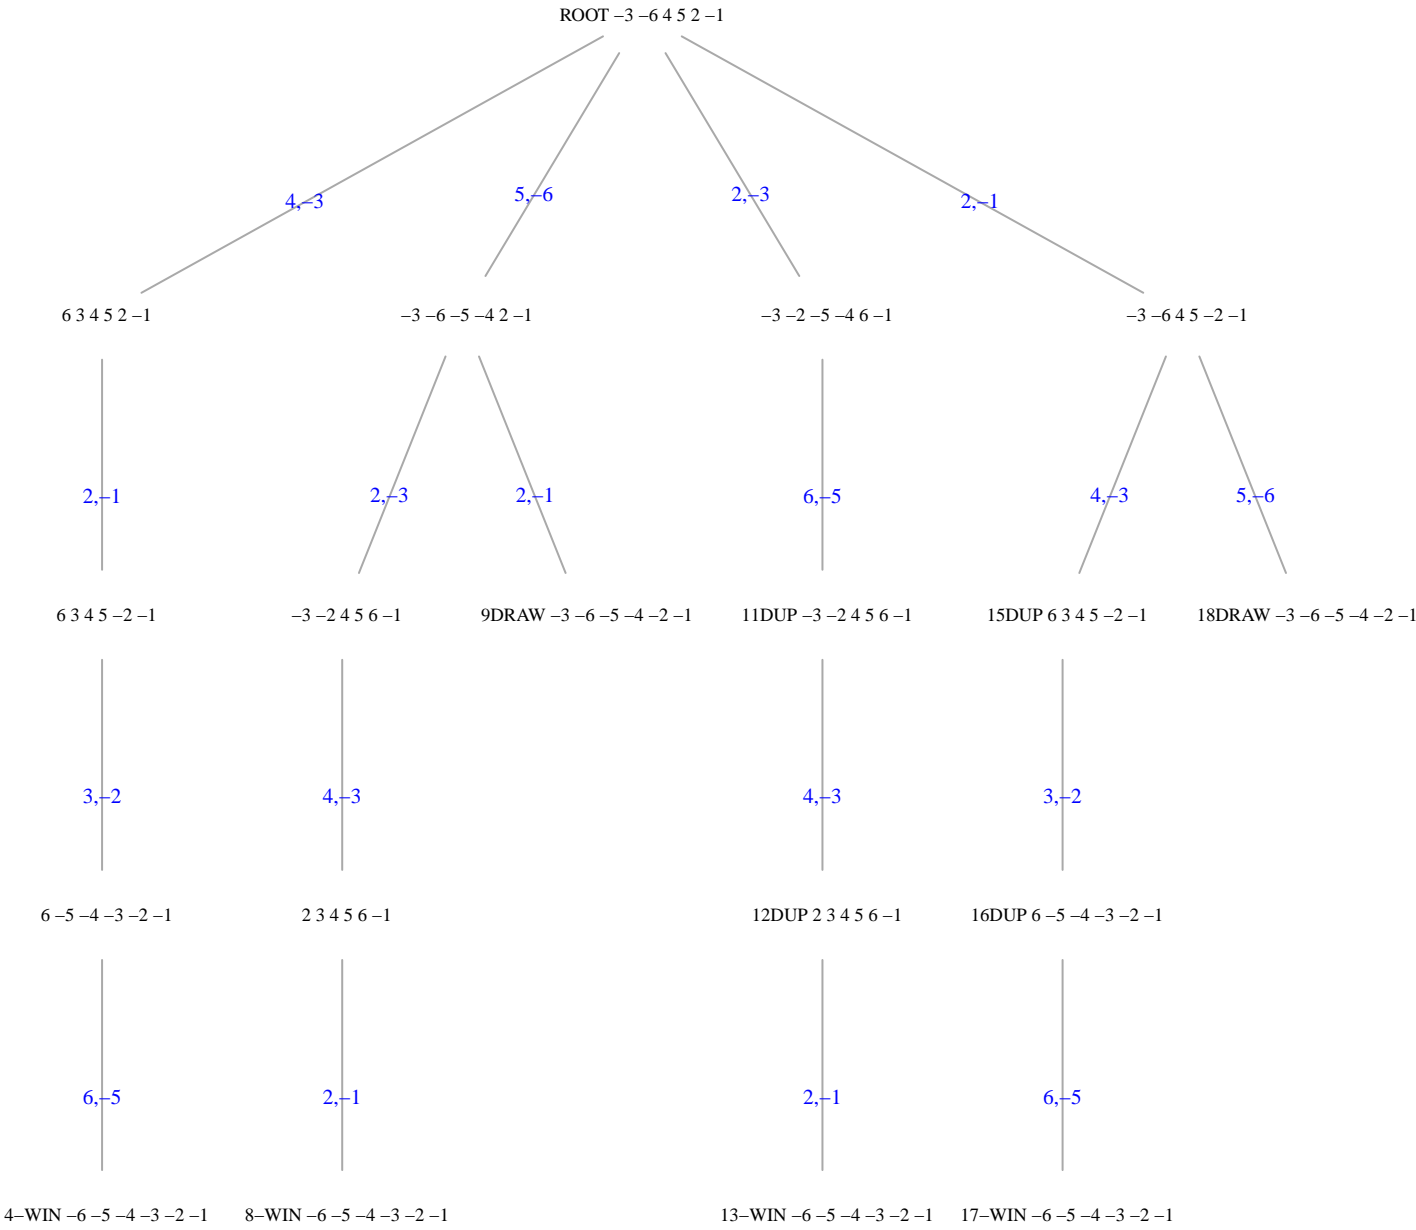 ROOT –3 –6 4 5 2 –1
4,–3
5,–6
2,–3
2,–1
6 3 4 5 2 –1
–3 –6 –5 –4 2 –1
–3 –2 –5 –4 6 –1
–3 –6 4 5 –2 –1
2,–1
2,–3
2,–1
6,–5
4,–3
5,–6
6 3 4 5 –2 –1
–3 –2 4 5 6 –1
9DRAW –3 –6 –5 –4 –2 –1
11DUP –3 –2 4 5 6 –1
15DUP 6 3 4 5 –2 –1
18DRAW –3 –6 –5 –4 –2 –1
3,–2
4,–3
4,–3
3,–2
6 –5 –4 –3 –2 –1
2 3 4 5 6 –1
12DUP 2 3 4 5 6 –1
16DUP 6 –5 –4 –3 –2 –1
6,–5
2,–1
2,–1
6,–5
4–WIN –6 –5 –4 –3 –2 –1
8–WIN –6 –5 –4 –3 –2 –1
13–WIN –6 –5 –4 –3 –2 –1
17–WIN –6 –5 –4 –3 –2 –1